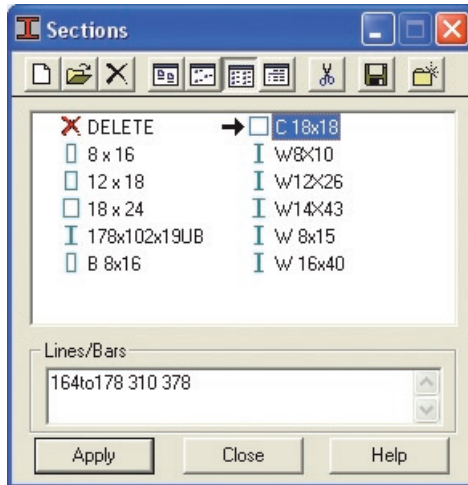 Sections
DELETE
8 x 16
12 x 18
18 x 24
178x102x19UB
B 8x16
C 18x18
W8X10
W12X26
W14X43
W 8x15
W 16x40
Lines/Bars
164to178 310 378
Apply Close Help